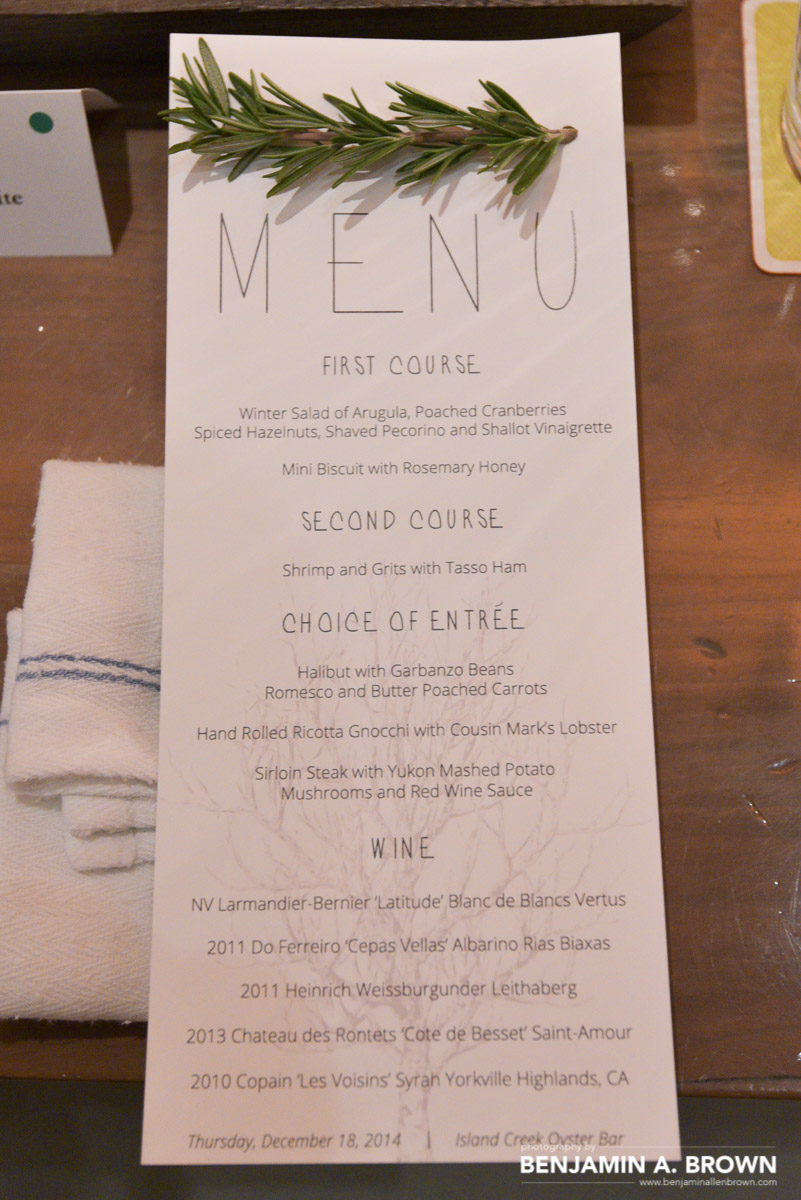 MENU
FIRST COURSE
Winter Salad of Arugula, Poached Cranberries
Spiced Hazelnuts, Shaved Pecorino and Shallot Vinaigrette
Mini Biscuit with Rosemary Honey
SECOND COURSE
Shrimp and Grits with Tasso Ham
CHOICE OF ENTRÉE
Halibut with Garbanzo Beans
Romesco and Butter Poached Carrots
Hand Rolled Ricotta Gnocchi with Cousin Mark's Lobster
Sirloin Steak with Yukon Mashed Potato
Mushrooms and Red Wine Sauce
WINE
NV Larmandier-Bernier 'Latitude' Blanc de Blancs Vertus
2011 Do Ferreiro 'Cepas Vellas' Albarino Rias Biaxas
2011 Heinrich Weissburgunder Leithaberg
2013 Chateau des Rontets 'Cote de Besset' Saint-Amour
2010 Copain 'Les Voisins' Syrah Yorkville Highlands, CA
Thursday, December 18, 2014 | Island Creek Oyster Bar
photography by
BENJAMIN A. BROWN
www.benjaminallenbrown.com